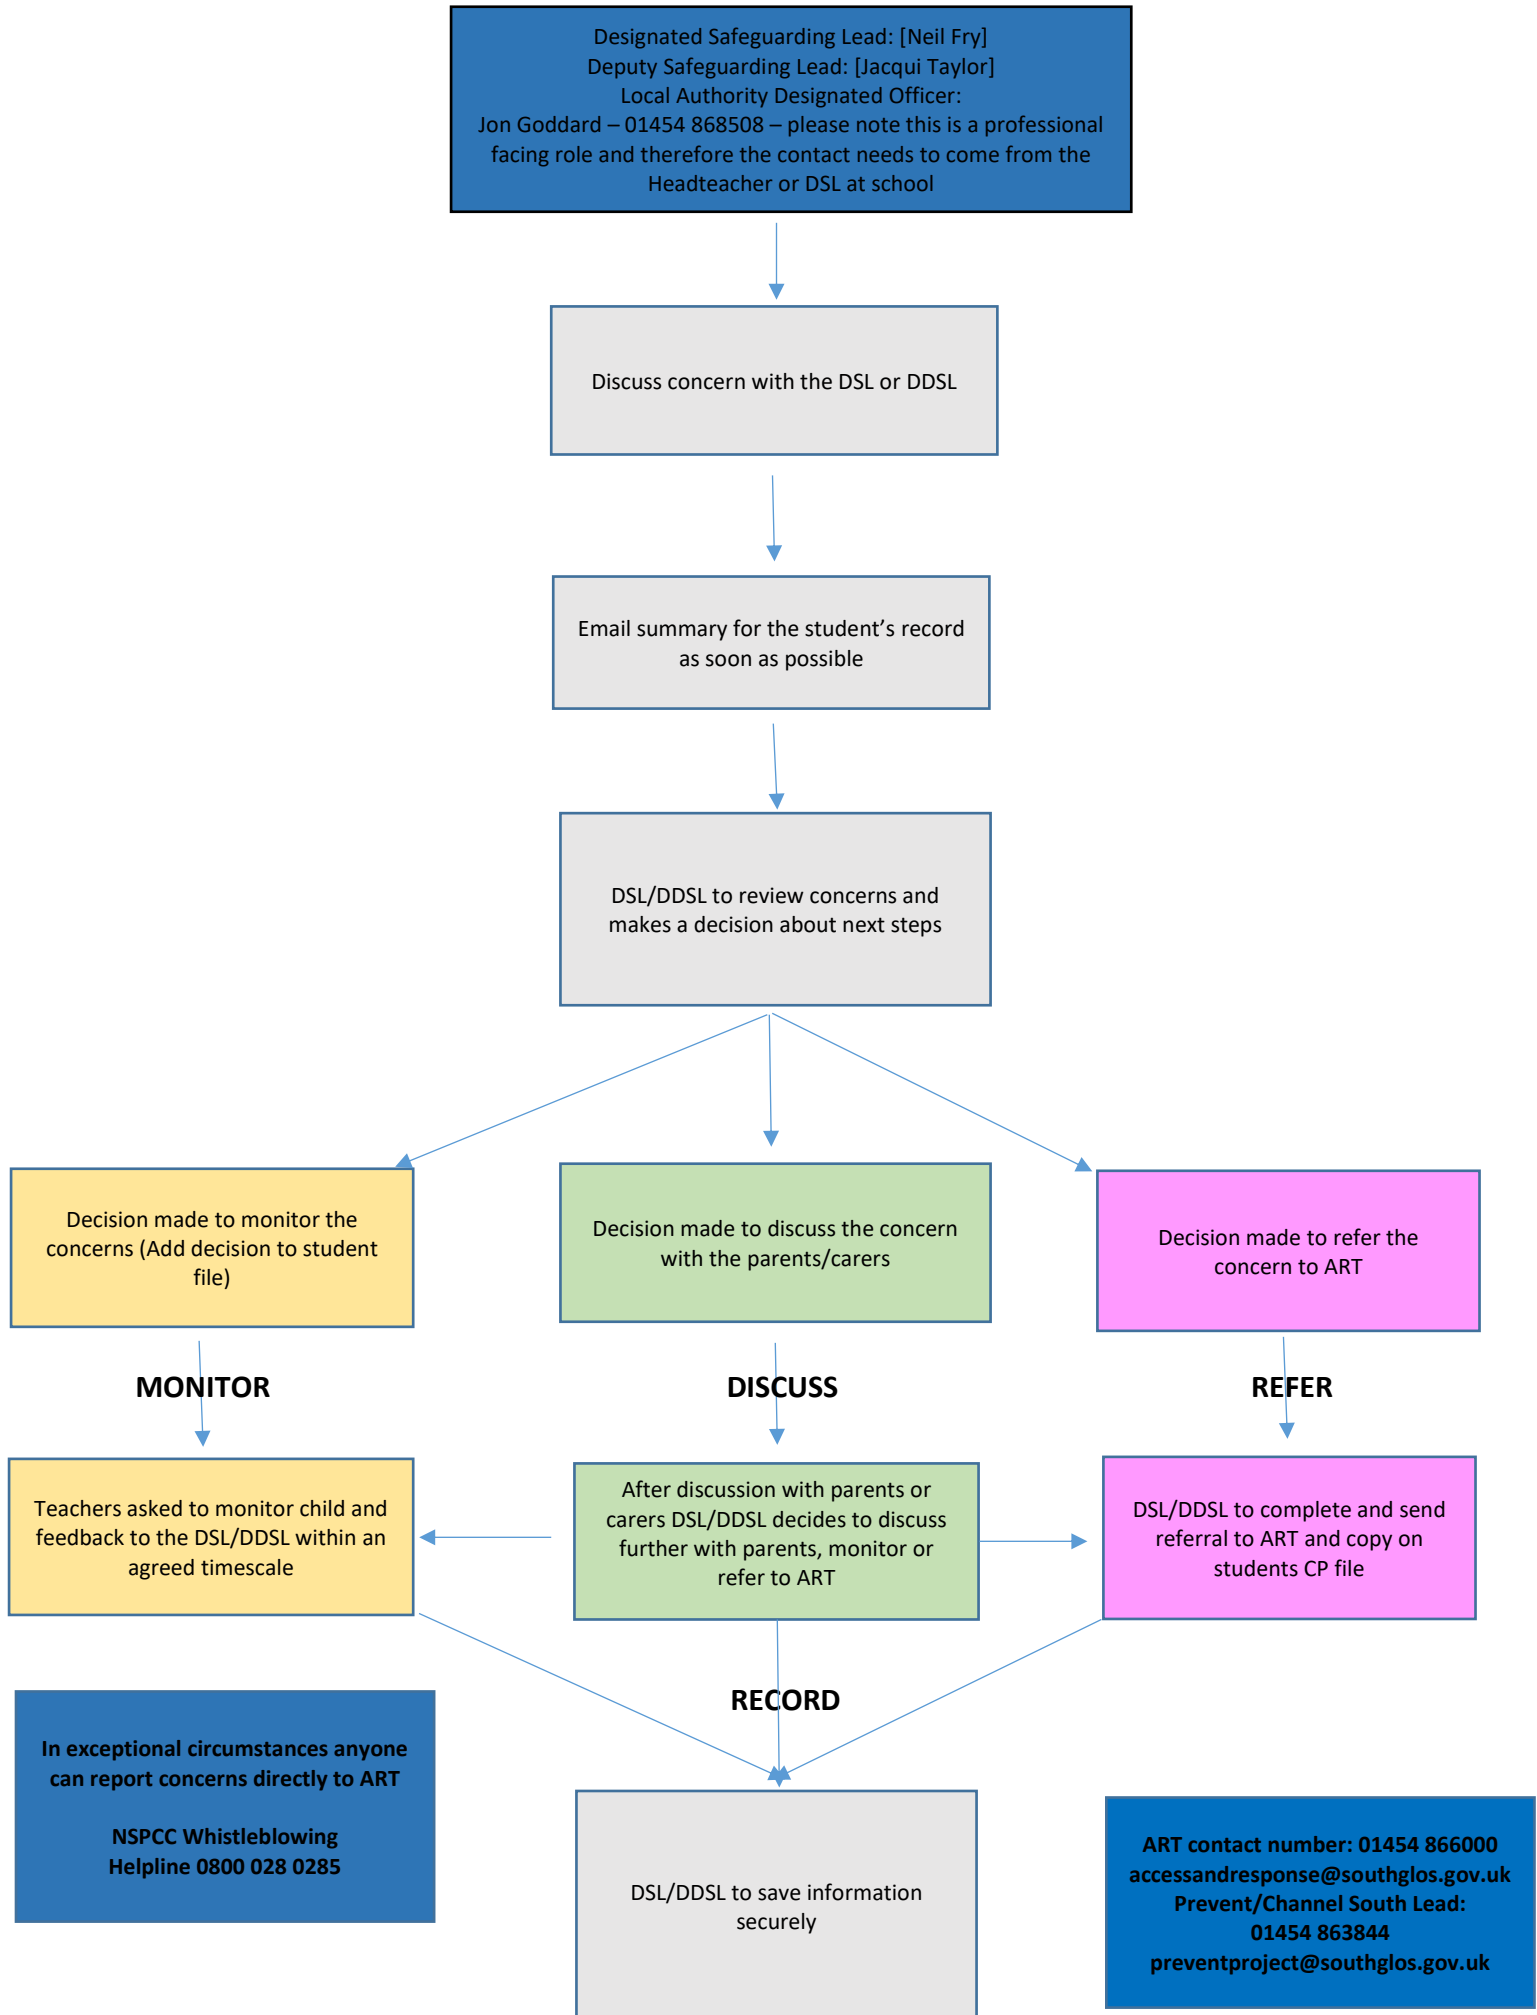 Designated Safeguarding Lead: [Neil Fry]
Deputy Safeguarding Lead: [Jacqui Taylor]
Local Authority Designated Officer:
Jon Goddard – 01454 868508 – please note this is a professional
facing role and therefore the contact needs to come from the
Headteacher or DSL at school
Discuss concern with the DSL or DDSL
Email summary for the student’s record
as soon as possible
DSL/DDSL to review concerns and
makes a decision about next steps
Decision made to monitor the
concerns (Add decision to student
file)
Decision made to discuss the concern
with the parents/carers
Decision made to refer the
concern to ART
MONITOR
DISCUSS
REFER
Teachers asked to monitor child and
feedback to the DSL/DDSL within an
agreed timescale
After discussion with parents or
carers DSL/DDSL decides to discuss
further with parents, monitor or
refer to ART
DSL/DDSL to complete and send
referral to ART and copy on
students CP file
RECORD
In exceptional circumstances anyone
can report concerns directly to ART
NSPCC Whistleblowing
Helpline 0800 028 0285
DSL/DDSL to save information
securely
ART contact number: 01454 866000
accessandresponse@southglos.gov.uk
Prevent/Channel South Lead:
01454 863844
preventproject@southglos.gov.uk